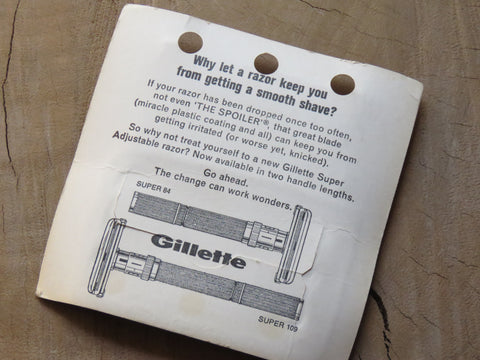 Why let a razor keep you
from getting a smooth shave?
If your razor has been dropped once too often,
not even 'THE SPOILER'®, that great blade
(miracle plastic coating and all) can keep you from
getting irritated (or worse yet, knicked).
So why not treat yourself to a new Gillette Super
Adjustable razor? Now available in two handle lengths.
Go ahead.
The change can work wonders.
SUPER 84
Gillette
SUPER 109